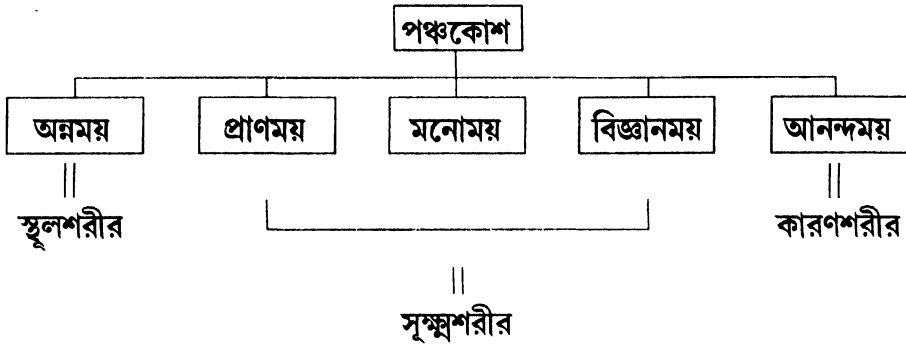 পঞ্চকোশ
অন্নময় প্রাণময় মনোময় বিজ্ঞানময় আনন্দময়
স্থূলশরীর কারণশরীর
সূক্ষ্মশরীর